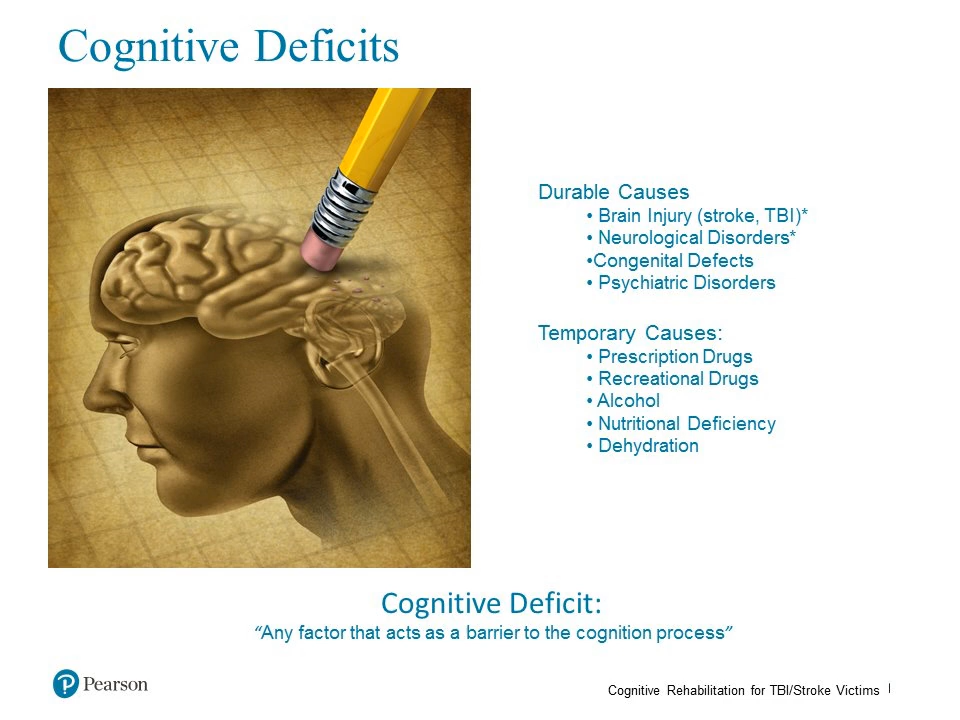 Cognitive Deficits
Durable Causes
• Brain Injury (stroke, TBI)*
• Neurological Disorders*
•Congenital Defects
• Psychiatric Disorders
Temporary Causes:
• Prescription Drugs
• Recreational Drugs
• Alcohol
• Nutritional Deficiency
• Dehydration
Cognitive Deficit:
“Any factor that acts as a barrier to the cognition process”
Pearson
Cognitive Rehabilitation for TBI/Stroke Victims |